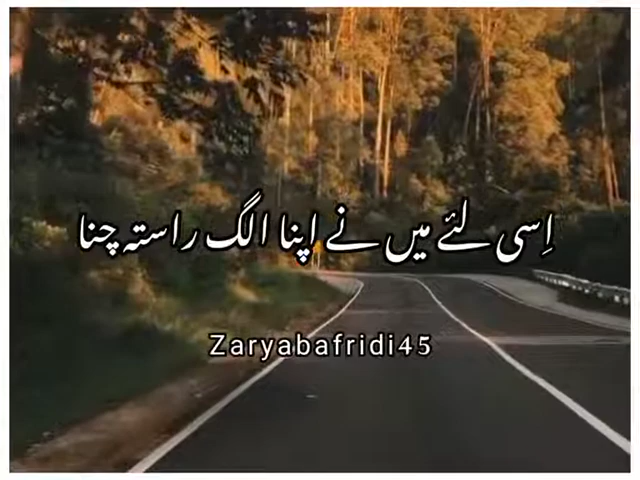 اِسی لئے میں نے اپنا الگ راستہ چنا
Zaryabafridi45